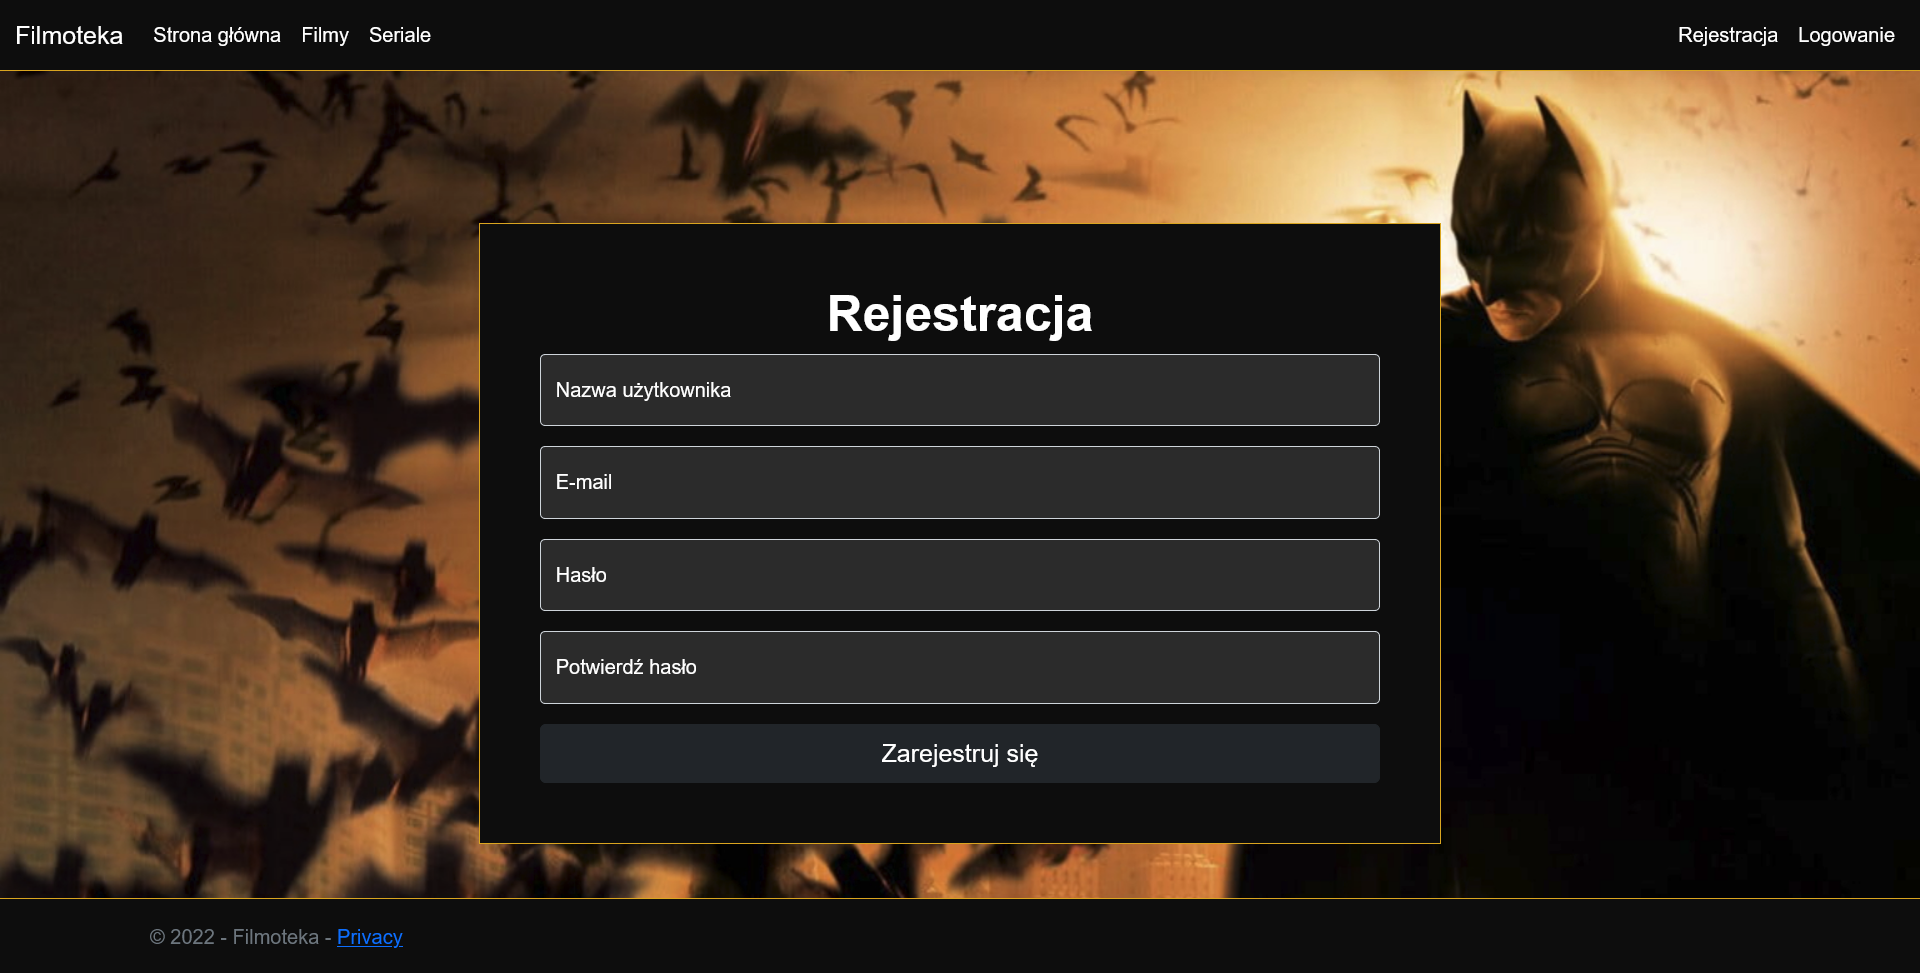 Filmoteka Strona główna Filmy Seriale Rejestracja Logowanie
Rejestracja
Nazwa użytkownika
E-mail
Hasło
Potwierdź hasło
Zarejestruj się
© 2022 - Filmoteka - Privacy